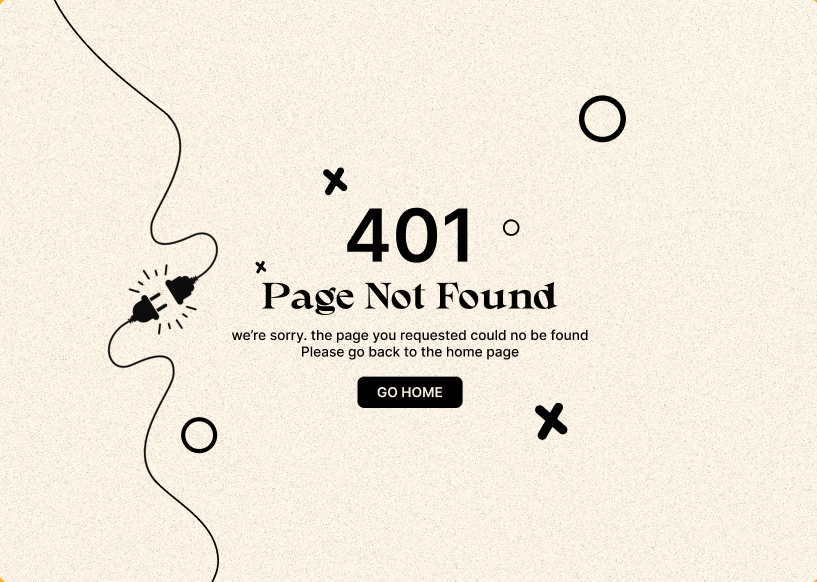 401
Page Not Found
we're sorry. the page you requested could no be found
Please go back to the home page
GO HOME